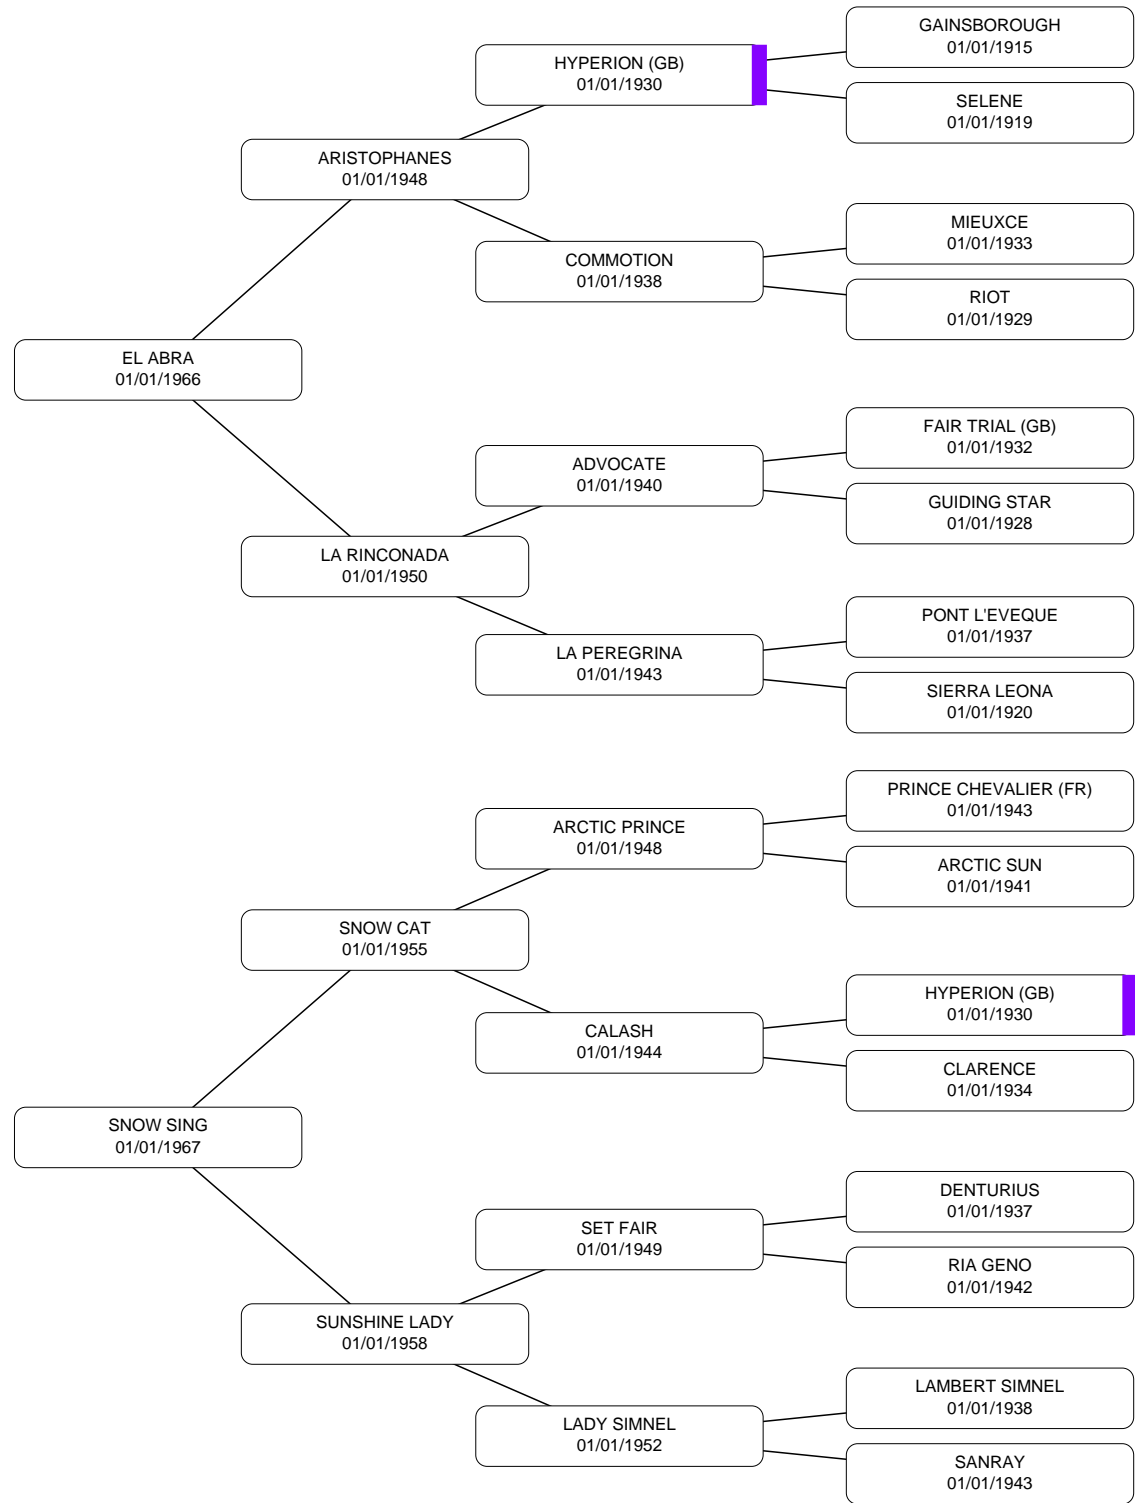 GAINSBOROUGH
01/01/1915
HYPERION (GB)
01/01/1930
SELENE
01/01/1919
ARISTOPHANES
01/01/1948
MIEUXCE
01/01/1933
COMMOTION
01/01/1938
RIOT
01/01/1929
EL ABRA
01/01/1966
FAIR TRIAL (GB)
01/01/1932
ADVOCATE
01/01/1940
GUIDING STAR
01/01/1928
LA RINCONADA
01/01/1950
PONT L'EVEQUE
01/01/1937
LA PEREGRINA
01/01/1943
SIERRA LEONA
01/01/1920
PRINCE CHEVALIER (FR)
01/01/1943
ARCTIC PRINCE
01/01/1948
ARCTIC SUN
01/01/1941
SNOW CAT
01/01/1955
HYPERION (GB)
01/01/1930
CALASH
01/01/1944
CLARENCE
01/01/1934
SNOW SING
01/01/1967
DENTURIUS
01/01/1937
SET FAIR
01/01/1949
RIA GENO
01/01/1942
SUNSHINE LADY
01/01/1958
LAMBERT SIMNEL
01/01/1938
LADY SIMNEL
01/01/1952
SANRAY
01/01/1943